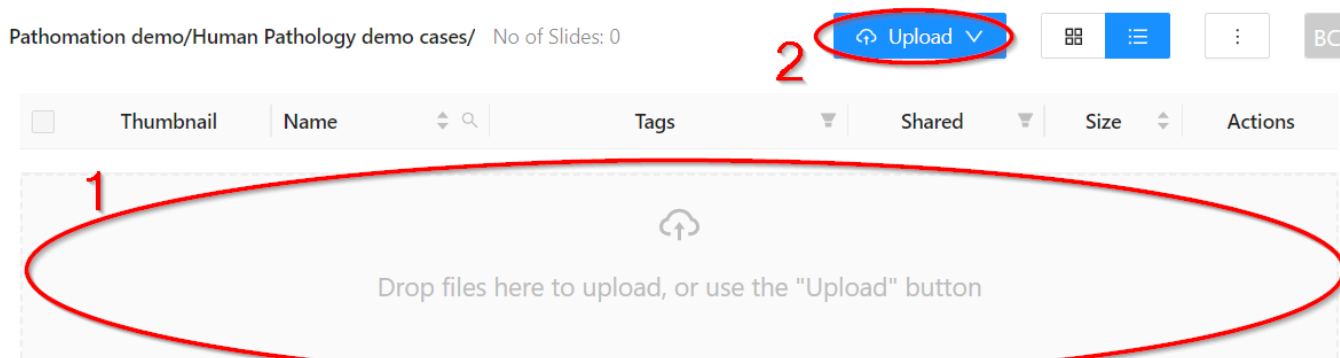 Pathomation demo/Human Pathology demo cases/ No of Slides: 0 Upload BC
2
Thumbnail Name Tags Shared Size Actions
1
Drop files here to upload, or use the "Upload" button